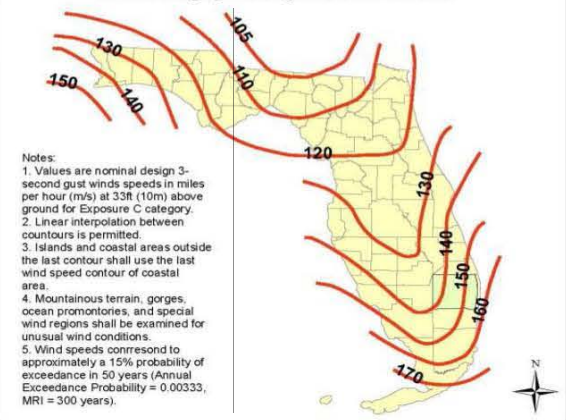 105
130
110
150
140
120
Notes:
1. Values are nominal design 3-
second gust winds speeds in miles
per hour (m/s) at 33ft (10m) above
ground for Exposure C category.
2. Linear interpolation between
countours is permitted.
3. Islands and coastal areas outside
the last contour shall use the last
wind speed contour of coastal
area.
4. Mountainous terrain, gorges,
ocean promontories, and special
wind regions shall be examined for
unusual wind conditions.
5. Wind speeds conrresond to
approximately a 15% probability of
exceedance in 50 years (Annual
Exceedance Probability = 0.00333,
MRI = 300 years).
130
140
150
160
170
N